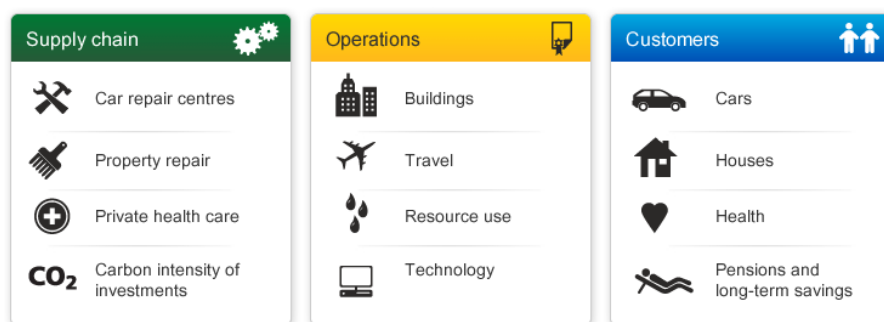 Supply chain
Car repair centres
Property repair
Private health care
CO₂
Carbon intensity of
investments
Operations
Buildings
Travel
Resource use
Technology
Customers
Cars
Houses
Health
Pensions and
long-term savings